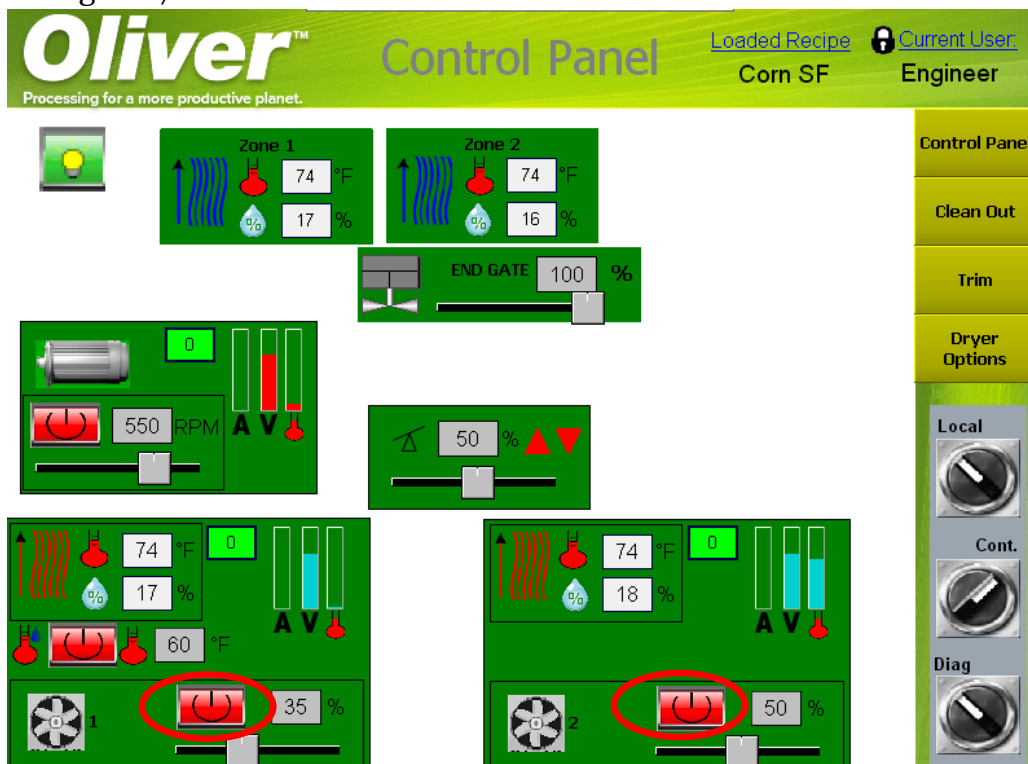 Oliver™
Processing for a more productive planet.
Control Panel
Loaded Recipe
Corn SF
Current User:
Engineer
Zone 1
74 °F
% 17 %
Zone 2
74 °F
% 16 %
END GATE 100 %
Control Pane
Clean Out
Trim
Dryer
Options
0
550 RPM
A V
50 %
Local
Cont.
Diag
74 °F 0
% 17 %
A V
60 °F
1 35 %
74 °F 0
% 18 %
A V
2 50 %